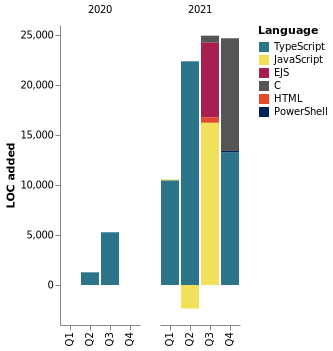 2020
2021
Language
TypeScript
JavaScript
EJS
C
HTML
PowerShell
LOC added
25,000
20,000
15,000
10,000
5,000
0
Q1
Q2
Q3
Q4
Q1
Q2
Q3
Q4